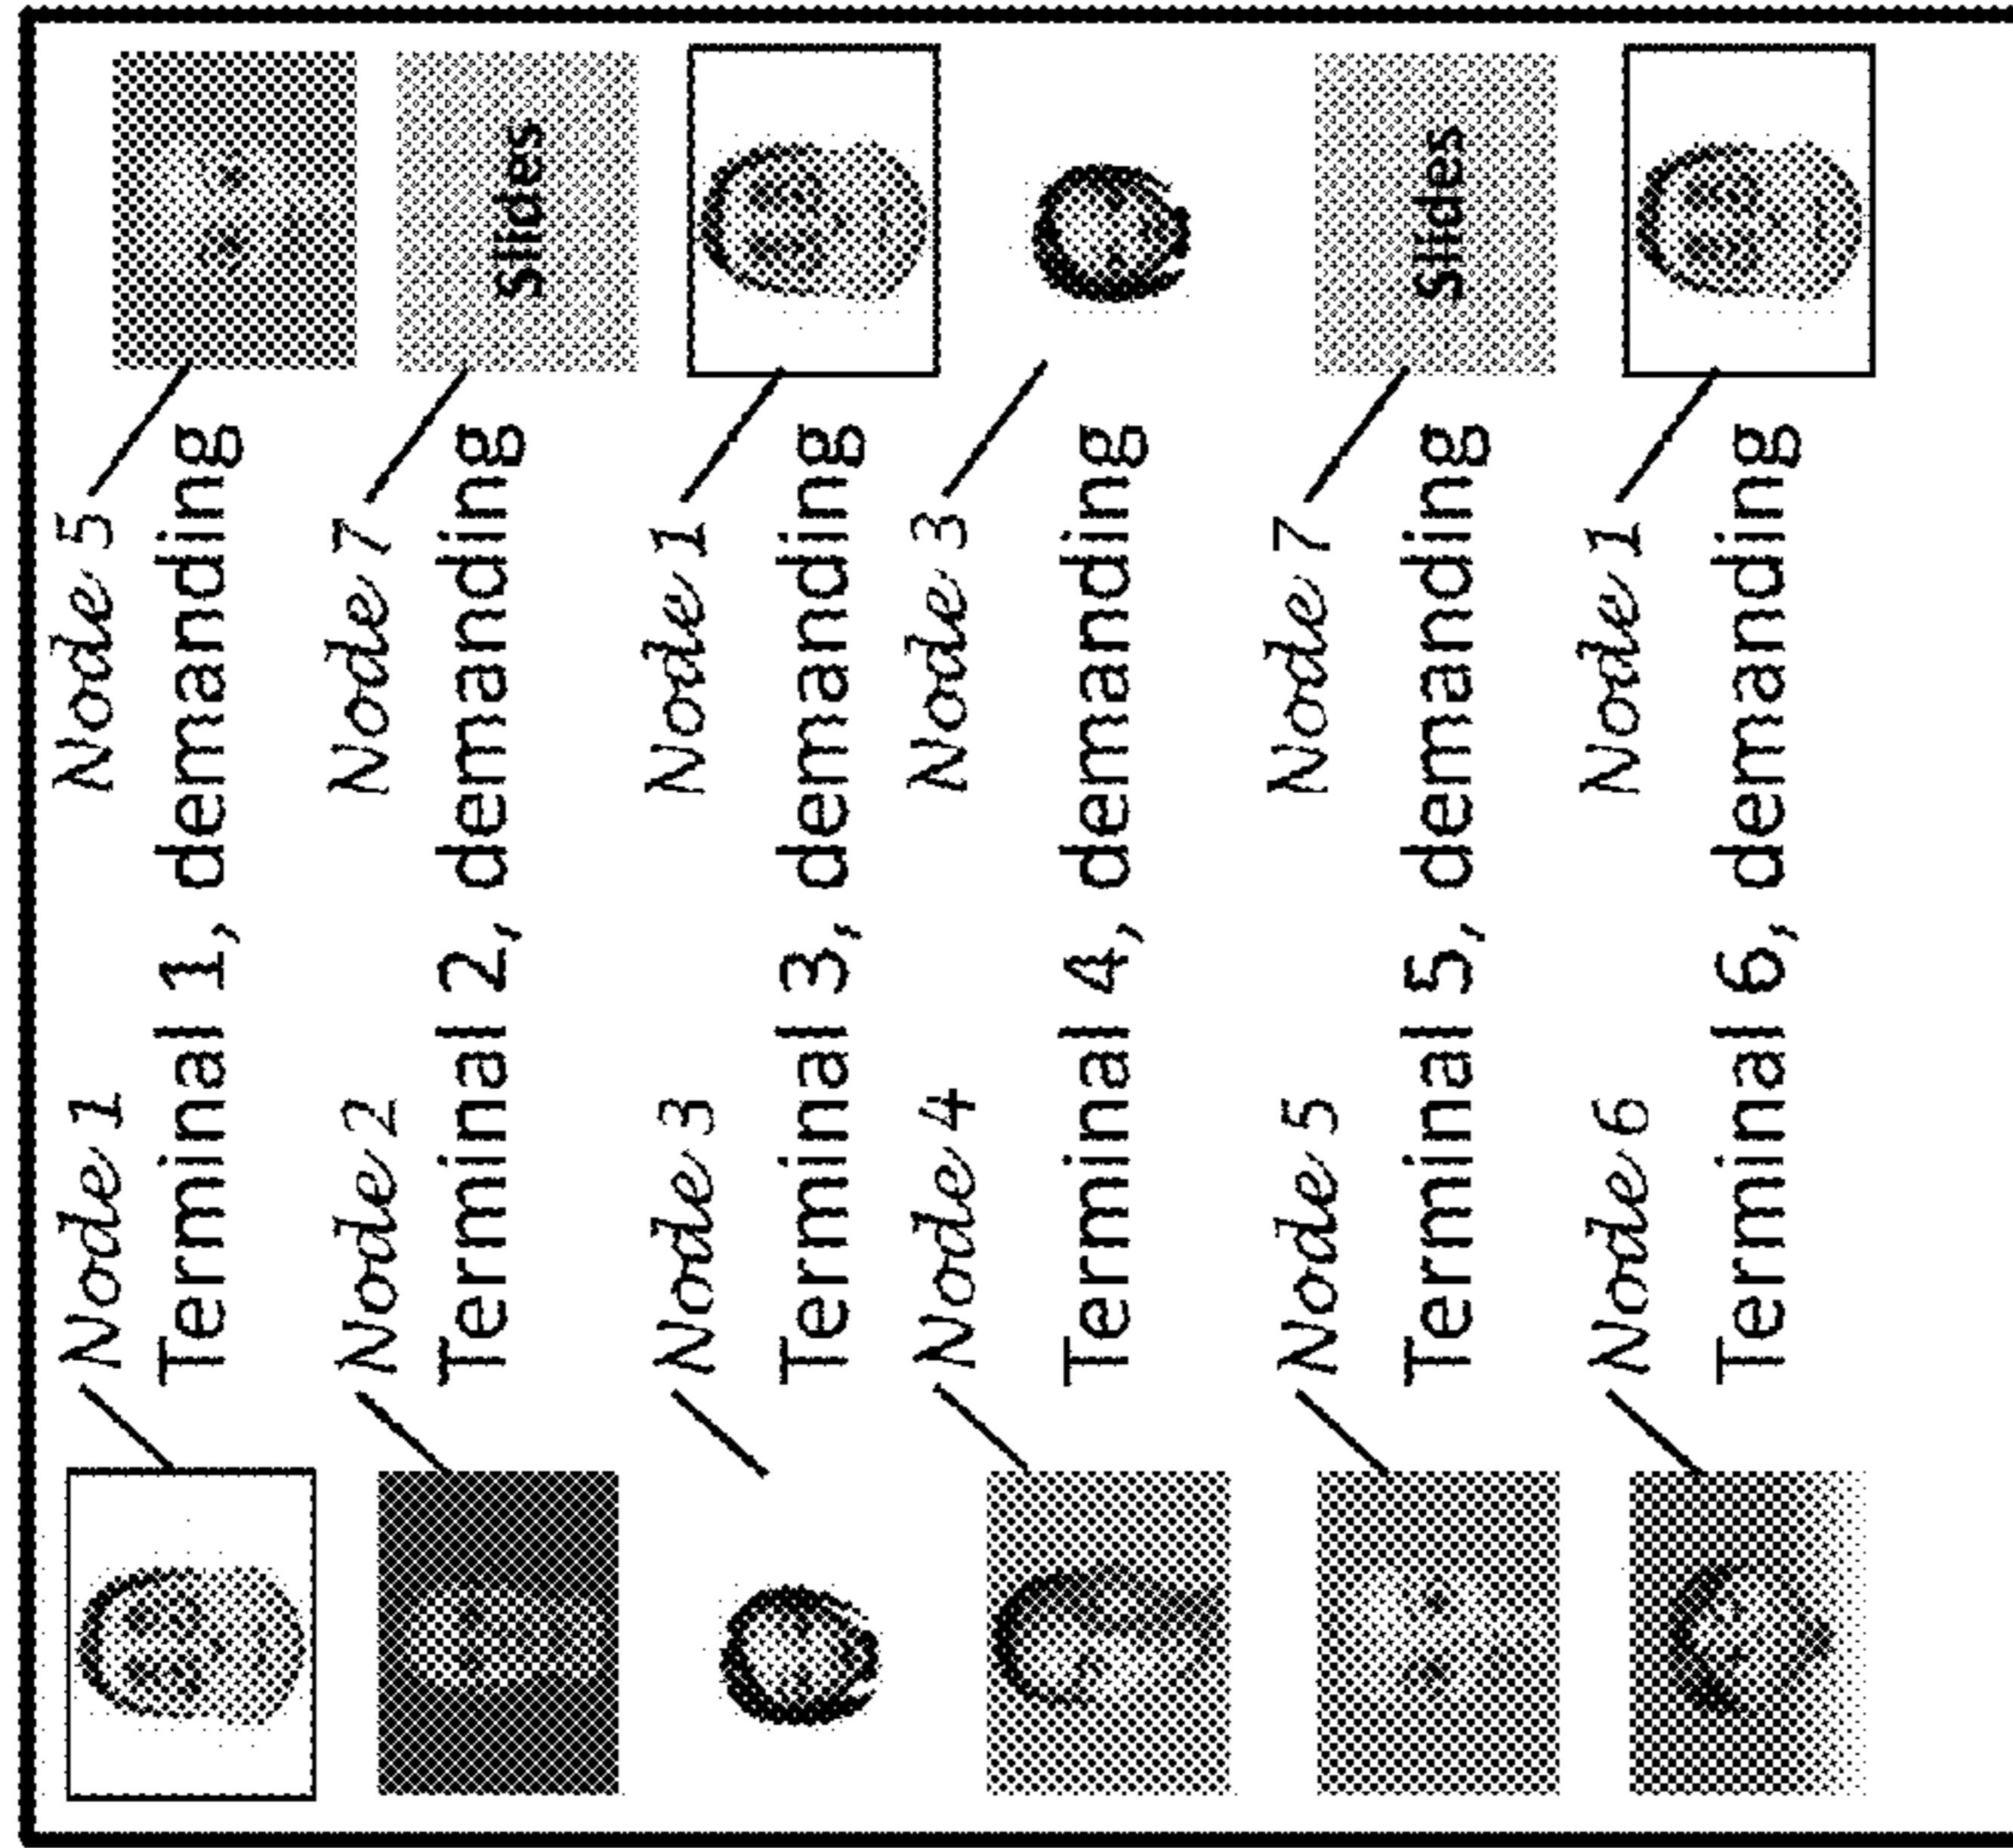 Node 1 Node 5
Terminal 1, demanding
Node 2 Node 7
Terminal 2, demanding Slides
Node 3 Node 1
Terminal 3, demanding
Node 4 Node 3
Terminal 4, demanding
Node 5 Node 7
Terminal 5, demanding Slides
Node 6 Node 1
Terminal 6, demanding